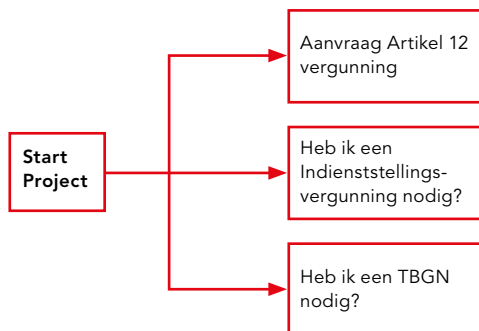 Aanvraag Artikel 12
vergunning
Start
Project
Heb ik een
Indienststellings-
vergunning nodig?
Heb ik een TBGN
nodig?